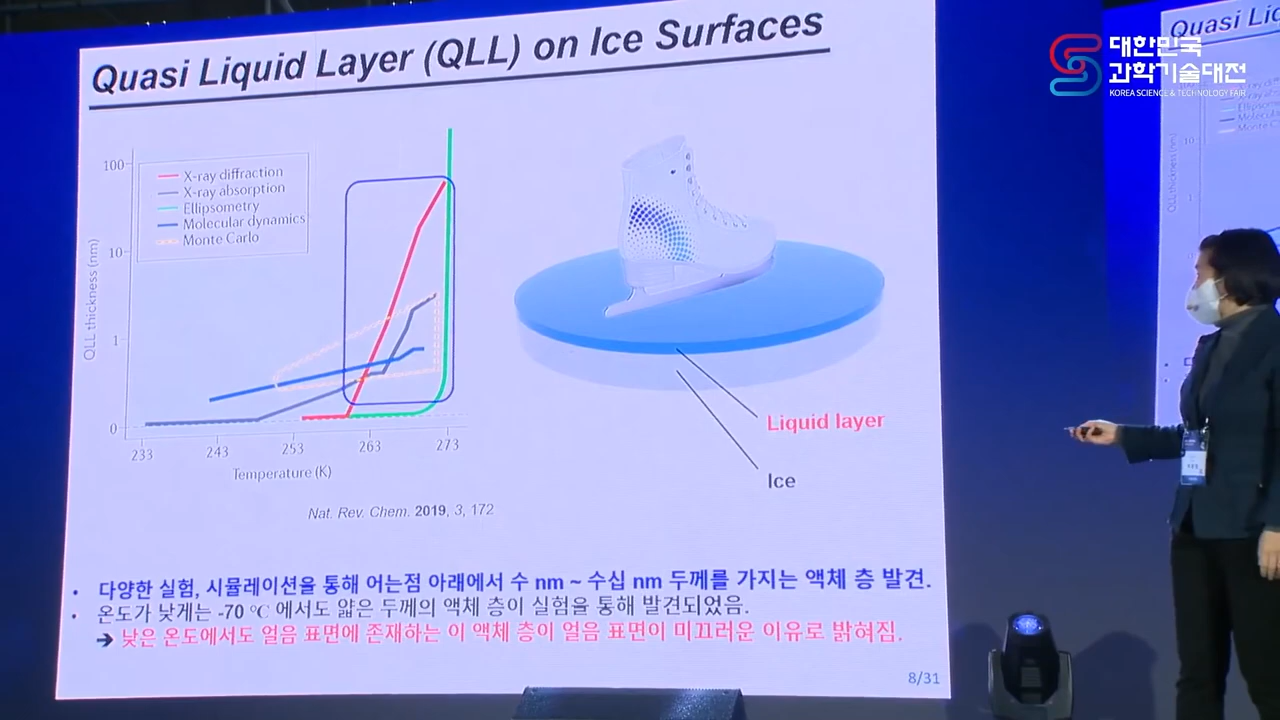 Quasi Liquid Layer (QLL) on Ice Surfaces
대한민국
과학기술대전
KOREA SCIENCE & TECHNOLOGY FAIR
Quasi Liq
100
10
1
0
QLL thickness (nm)
X-ray diffraction
X-ray absorption
Ellipsometry
Molecular dynamics
Monte Carlo
233
243
253
263
273
Temperature (K)
Nat. Rev. Chem. 2019, 3, 172
Liquid layer
Ice
• 다양한 실험, 시뮬레이션을 통해 어는점 아래에서 수 nm ~ 수십 nm 두께를 가지는 액체 층 발견.
• 온도가 낮게는 -70 ℃ 에서도 얇은 두께의 액체 층이 실험을 통해 발견되었음.
➔ 낮은 온도에서도 얼음 표면에 존재하는 이 액체 층이 얼음 표면이 미끄러운 이유로 밝혀짐.
8/31